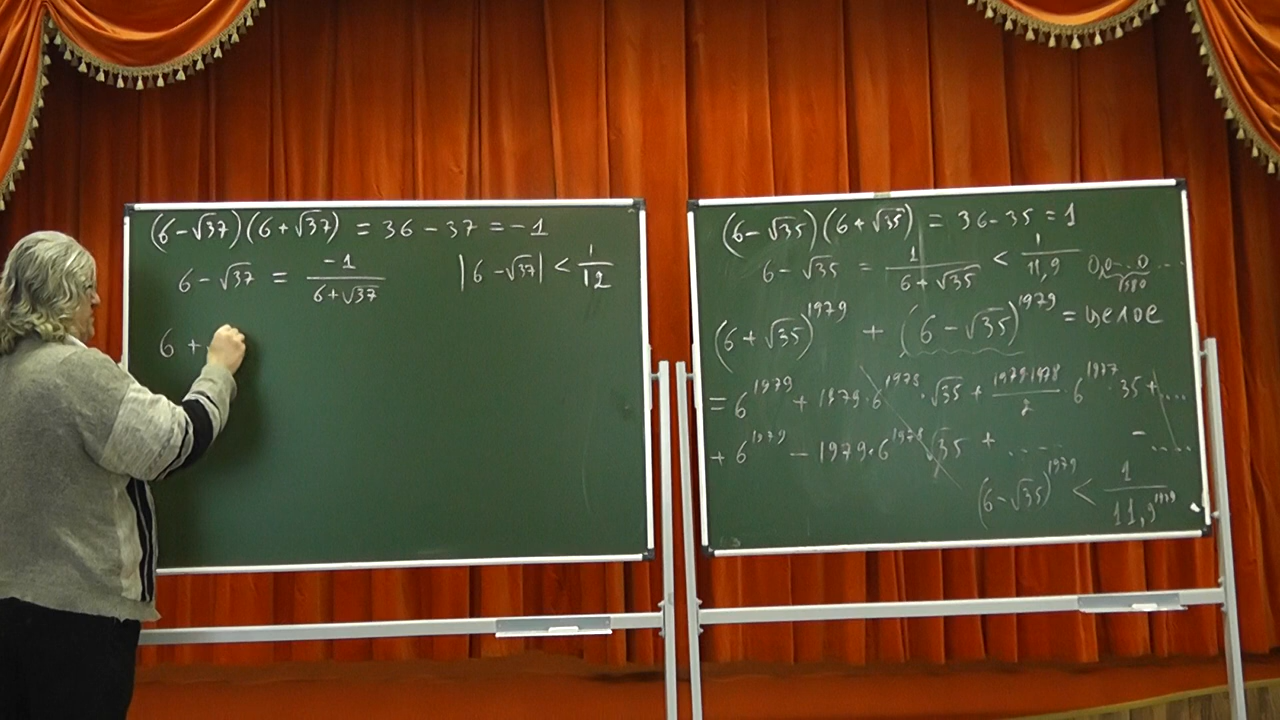 (6-√37)(6+√37) = 36-37 = -1
6-√37 = -1/(6+√37) |6-√37| < 1/12
6 +
(6-√35)(6+√35) = 36-35 = 1
6-√35 = 1/(6+√35) < 1/11,9 0,0...0...
(6+√35)^1979 + (6-√35)^1979 = целое
= 6^1979 + 1979·6^1978·√35 + 1979·1978/2·6^1977·35+....
+ 6^1979 - 1979·6^1978√35 + .... - ....
(6-√35)^1979 < 1/11,9^1979